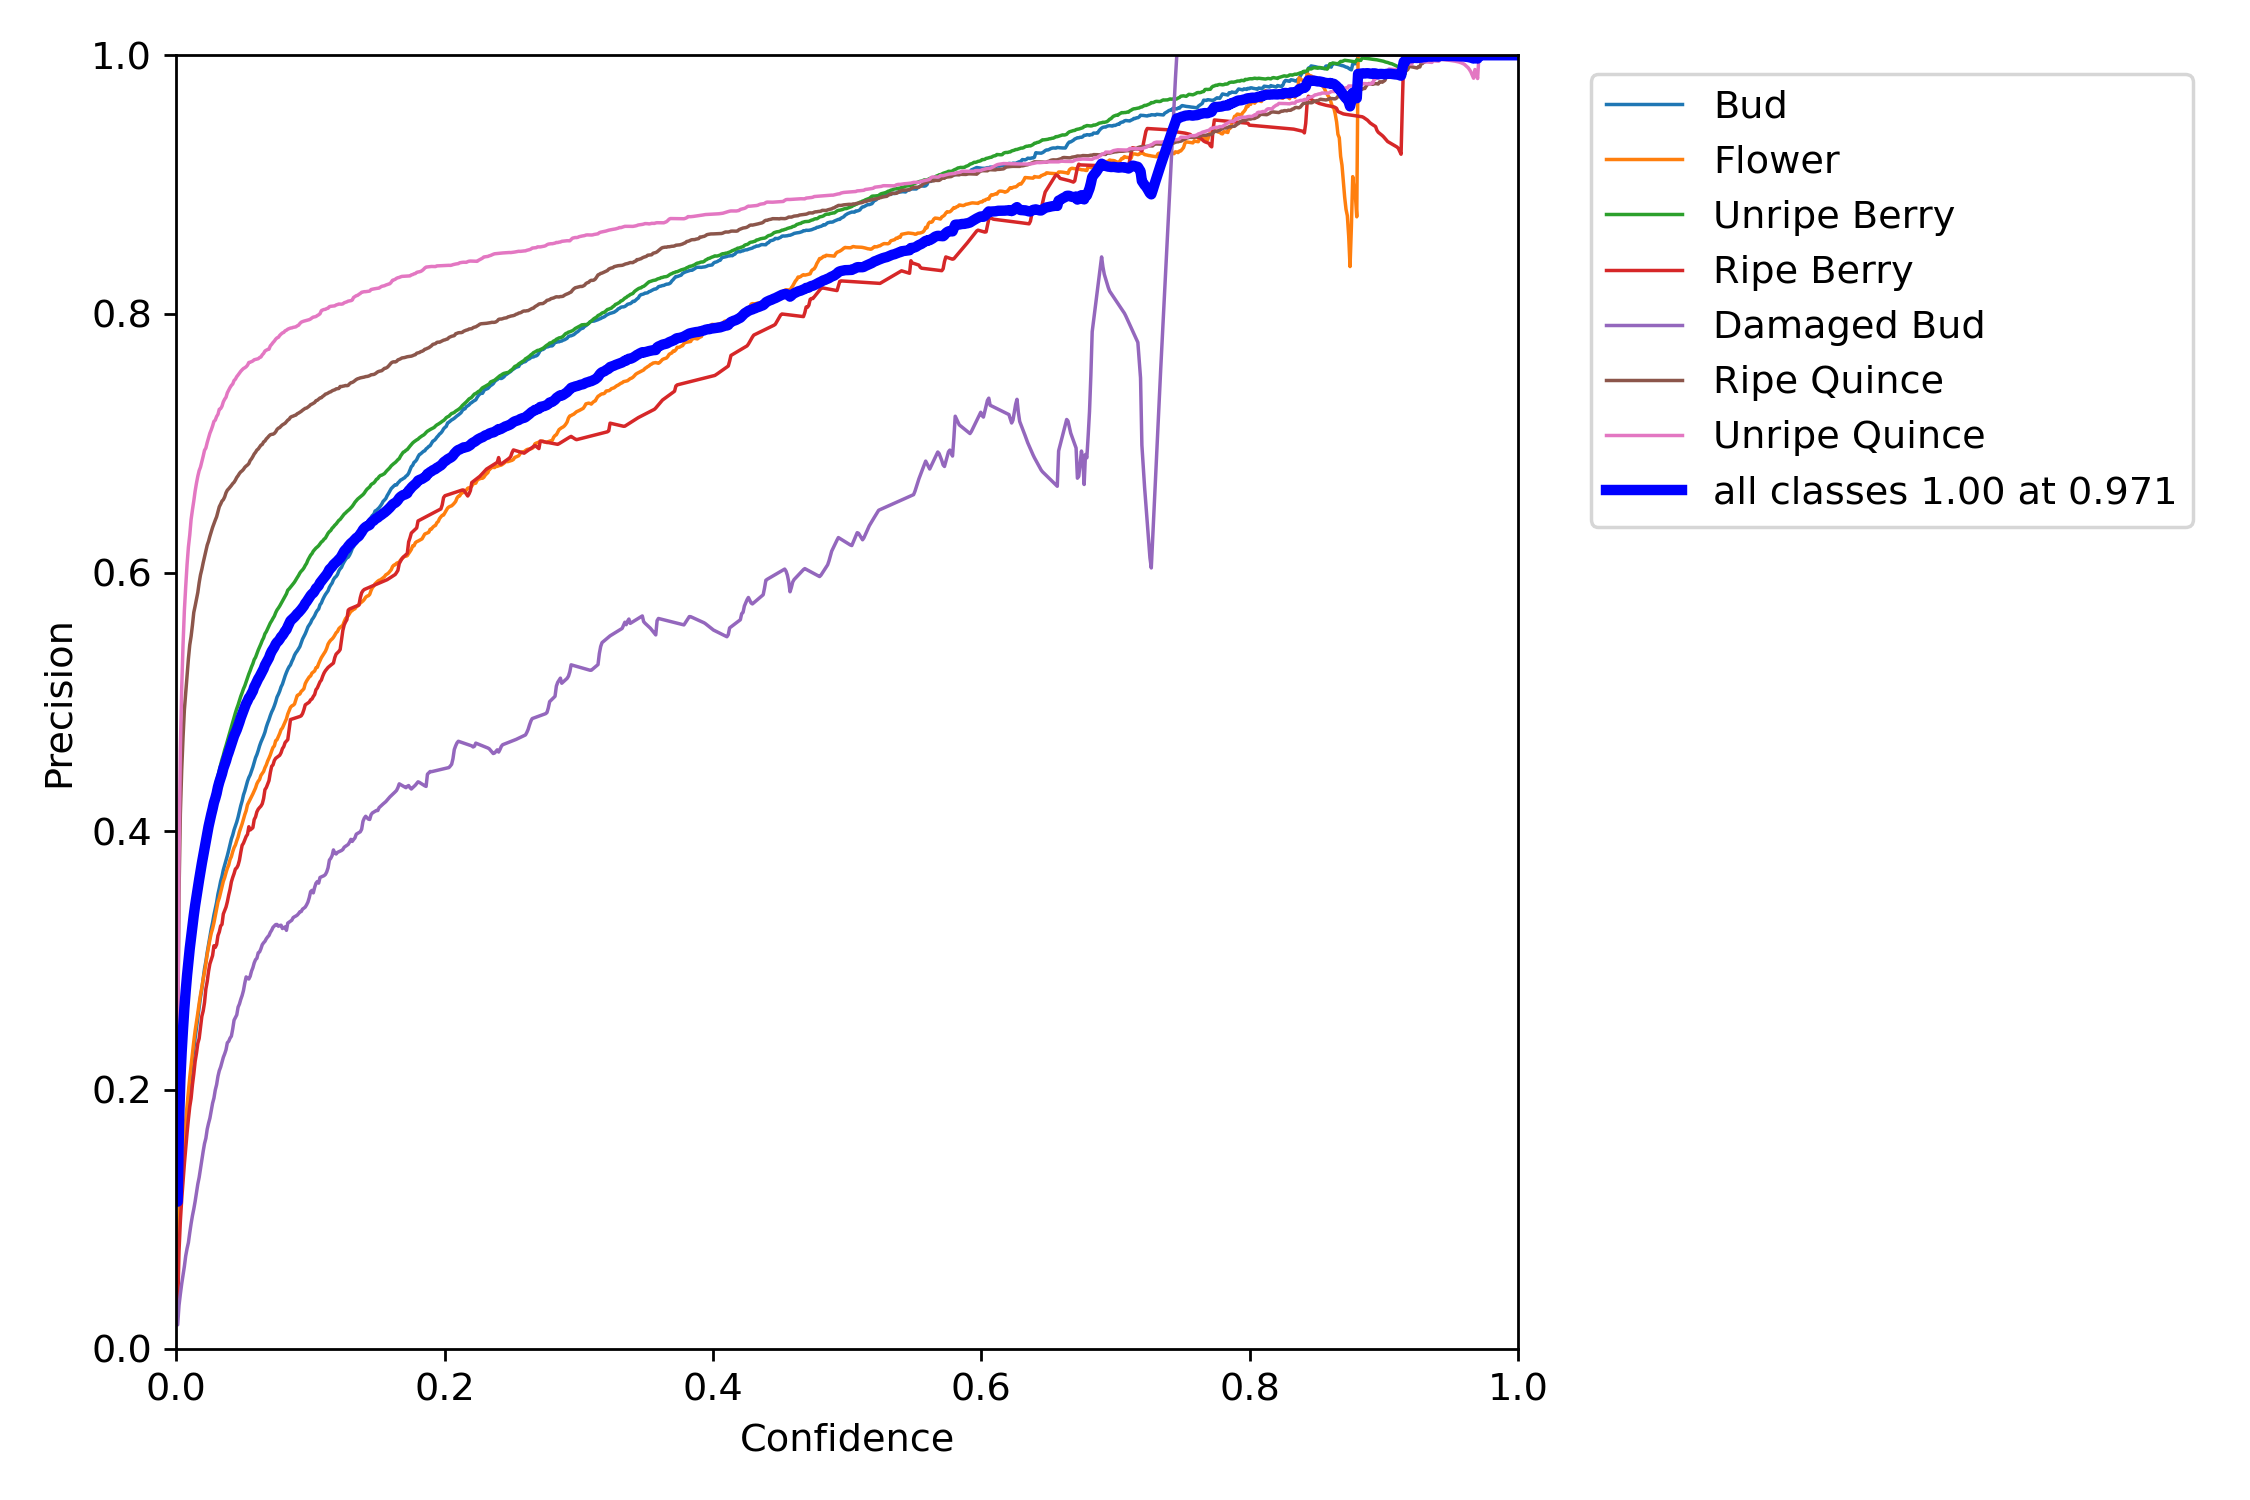 1.0
0.8
0.6
0.4
0.2
0.0
Precision
0.0 0.2 0.4 0.6 0.8 1.0
Confidence
Bud
Flower
Unripe Berry
Ripe Berry
Damaged Bud
Ripe Quince
Unripe Quince
all classes 1.00 at 0.971